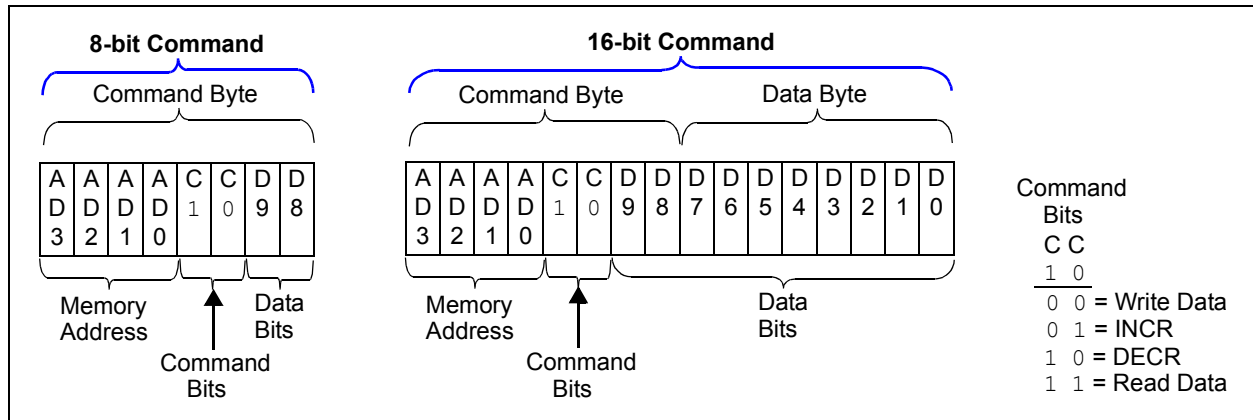 8-bit Command
16-bit Command
Command Byte
Command Byte
Data Byte
A A A A C C D D
D D D D 1 0 9 8
3 2 1 0
A A A A C C D D D D D D D D D D
D D D D 1 0 9 8 7 6 5 4 3 2 1 0
3 2 1 0
Memory
Address
Data
Bits
Command
Bits
Memory
Address
Data
Bits
Command
Bits
Command
Bits
C C
1 0
0 0 = Write Data
0 1 = INCR
1 0 = DECR
1 1 = Read Data